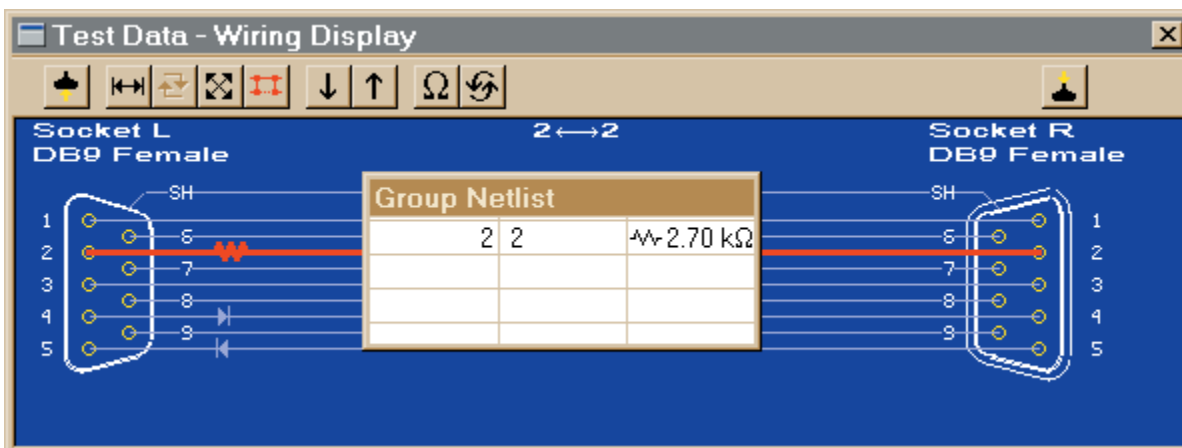 Test Data - Wiring Display
Ω
Socket L
DB9 Female
2⟷2
Socket R
DB9 Female
SH
SH
Group Netlist
2 2 2.70 kΩ
1
6
2
7
3
8
4
9
5
6
1
7
2
8
3
9
4
5